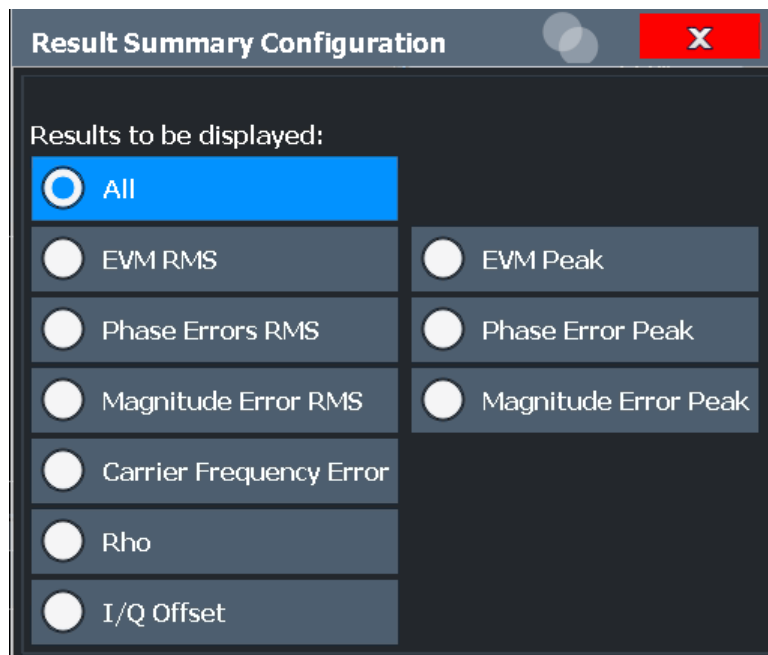 Result Summary Configuration
X
Results to be displayed:
All
EVM RMS
EVM Peak
Phase Errors RMS
Phase Error Peak
Magnitude Error RMS
Magnitude Error Peak
Carrier Frequency Error
Rho
I/Q Offset